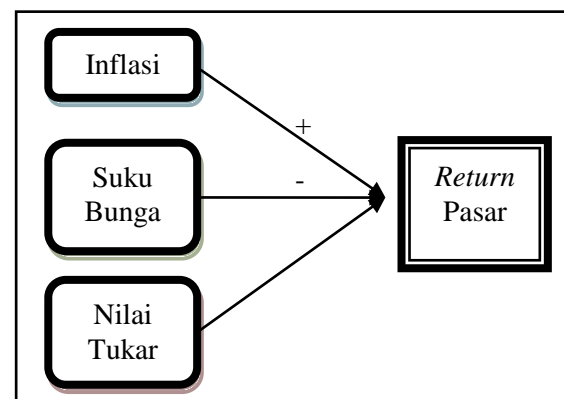 Inflasi
+
Suku
Bunga
-
Return
Pasar
Nilai
Tukar